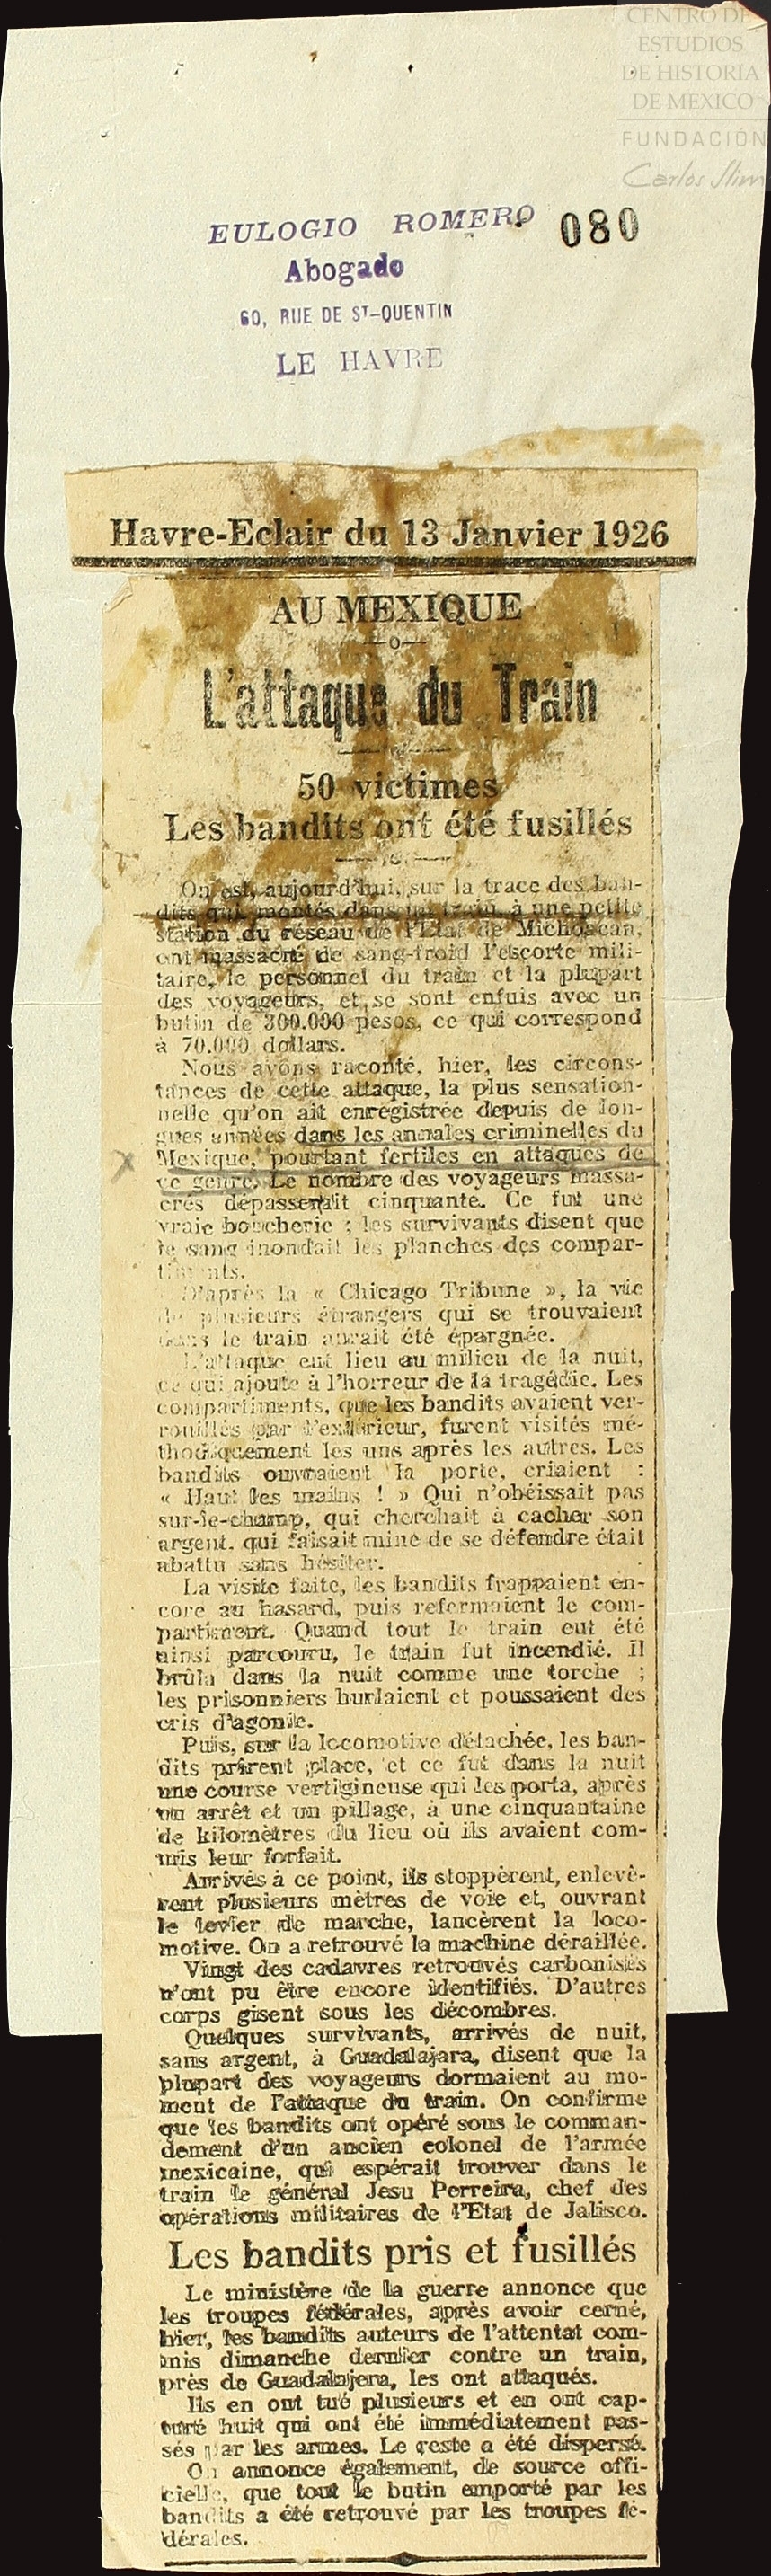 CENTRO DE
ESTUDIOS
DE HISTORIA
DE MEXICO
FUNDACIÓN
Carlos Slim
EULOGIO ROMERO 080
Abogado
60, RUE DE ST-QUENTIN
LE HAVRE
Havre-Eclair du 13 Janvier 1926
AU MEXIQUE
—o—
L'attaque du Train
50 victimes
Les bandits ont été fusillés
On est, aujourd'hui, sur la trace des ban-
dits qui, montés dans un train, à une petite
station du réseau de l'Etat de Michoacan,
ont massacré de sang-froid l'escorte mili-
taire, le personnel du train et la plupart
des voyageurs, et se sont enfuis avec un
butin de 300.000 pesos, ce qui correspond
à 70.000 dollars.
Nous avons raconté, hier, les circons-
tances de cette attaque, la plus sensation-
nelle qu'on ait enregistrée depuis de lon-
gues années dans les annales criminelles du
Mexique, pourtant fertiles en attaques de
ce genre. Le nombre des voyageurs massa-
crés dépasserait cinquante. Ce fut une
vraie boucherie ; les survivants disent que
le sang inondait les planches des compar-
timents.
D'après la « Chicago Tribune », la vie
de plusieurs étrangers qui se trouvaient
dans le train aurait été épargnée.
L'attaque eut lieu au milieu de la nuit,
ce qui ajoute à l'horreur de la tragédie. Les
compartiments, que les bandits avaient ver-
rouillés par l'extérieur, furent visités mé-
thodiquement les uns après les autres. Les
bandits ouvraient la porte, criaient :
« Haut les mains ! » Qui n'obéissait pas
sur-le-champ, qui cherchait à cacher son
argent, qui faisait mine de se défendre était
abattu sans hésiter.
La visite faite, les bandits frappaient en-
core au hasard, puis refermaient le com-
partiment. Quand tout le train eut été
ainsi parcouru, le train fut incendié. Il
brûla dans la nuit comme une torche ;
les prisonniers hurlaient et poussaient des
cris d'agonie.
Puis, sur la locomotive détachée, les ban-
dits prirent place, et ce fut dans la nuit
une course vertigineuse qui les porta, après
un arrêt et un pillage, à une cinquantaine
de kilomètres du lieu où ils avaient com-
mis leur forfait.
Arrivés à ce point, ils stoppèrent, enlevè-
rent plusieurs mètres de voie et, ouvrant
le levier de marche, lancèrent la loco-
motive. On a retrouvé la machine déraillée.
Vingt des cadavres retrouvés carbonisés
n'ont pu être encore identifiés. D'autres
corps gisent sous les décombres.
Quelques survivants, arrivés de nuit,
sans argent, à Guadalajara, disent que la
plupart des voyageurs dormaient au mo-
ment de l'attaque du train. On confirme
que les bandits ont opéré sous le comman-
dement d'un ancien colonel de l'armée
mexicaine, qui espérait trouver dans le
train le général Jesu Perreira, chef des
opérations militaires de l'Etat de Jalisco.
Les bandits pris et fusillés
Le ministère de la guerre annonce que
les troupes fédérales, après avoir cerné,
hier, les bandits auteurs de l'attentat com-
mis dimanche dernier contre un train,
près de Guadalajera, les ont attaqués.
Ils en ont tué plusieurs et en ont cap-
turé huit qui ont été immédiatement pas-
sés par les armes. Le reste a été dispersé.
On annonce également, de source offi-
cielle, que tout le butin emporté par les
bandits a été retrouvé par les troupes fé-
dérales.